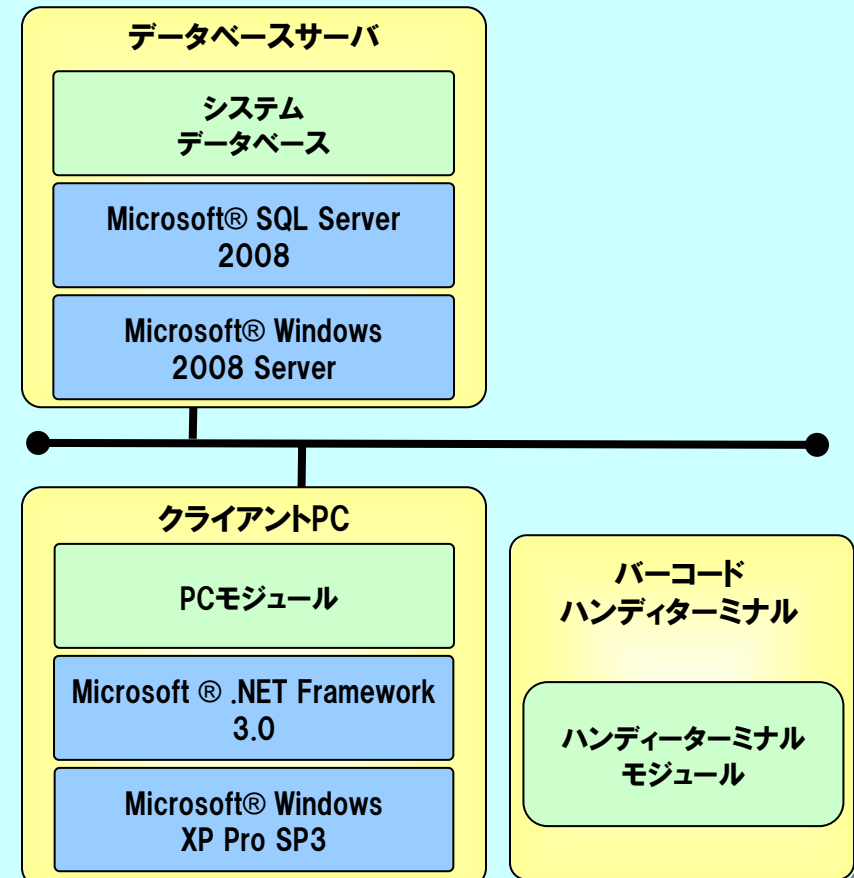 データベースサーバ
システム
データベース
Microsoft® SQL Server
2008
Microsoft® Windows
2008 Server
クライアントPC
PCモジュール
Microsoft ® .NET Framework
3.0
Microsoft® Windows
XP Pro SP3
バーコード
ハンディターミナル
ハンディーターミナル
モジュール